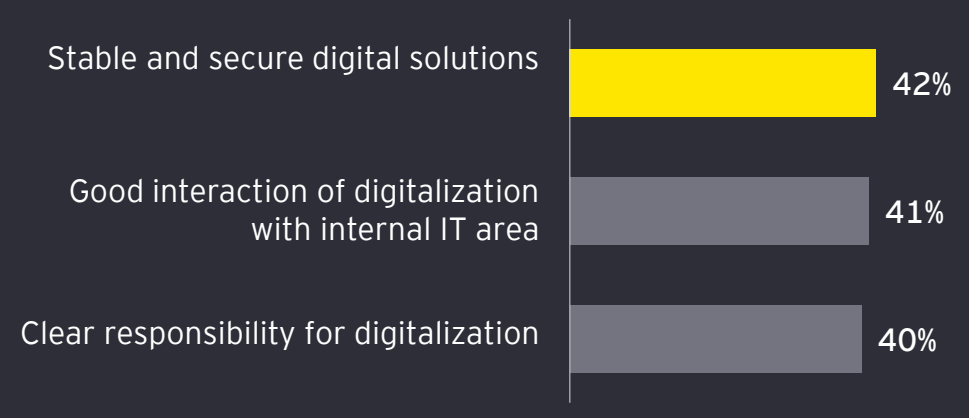 Stable and secure digital solutions
42%
Good interaction of digitalization
with internal IT area
41%
Clear responsibility for digitalization
40%